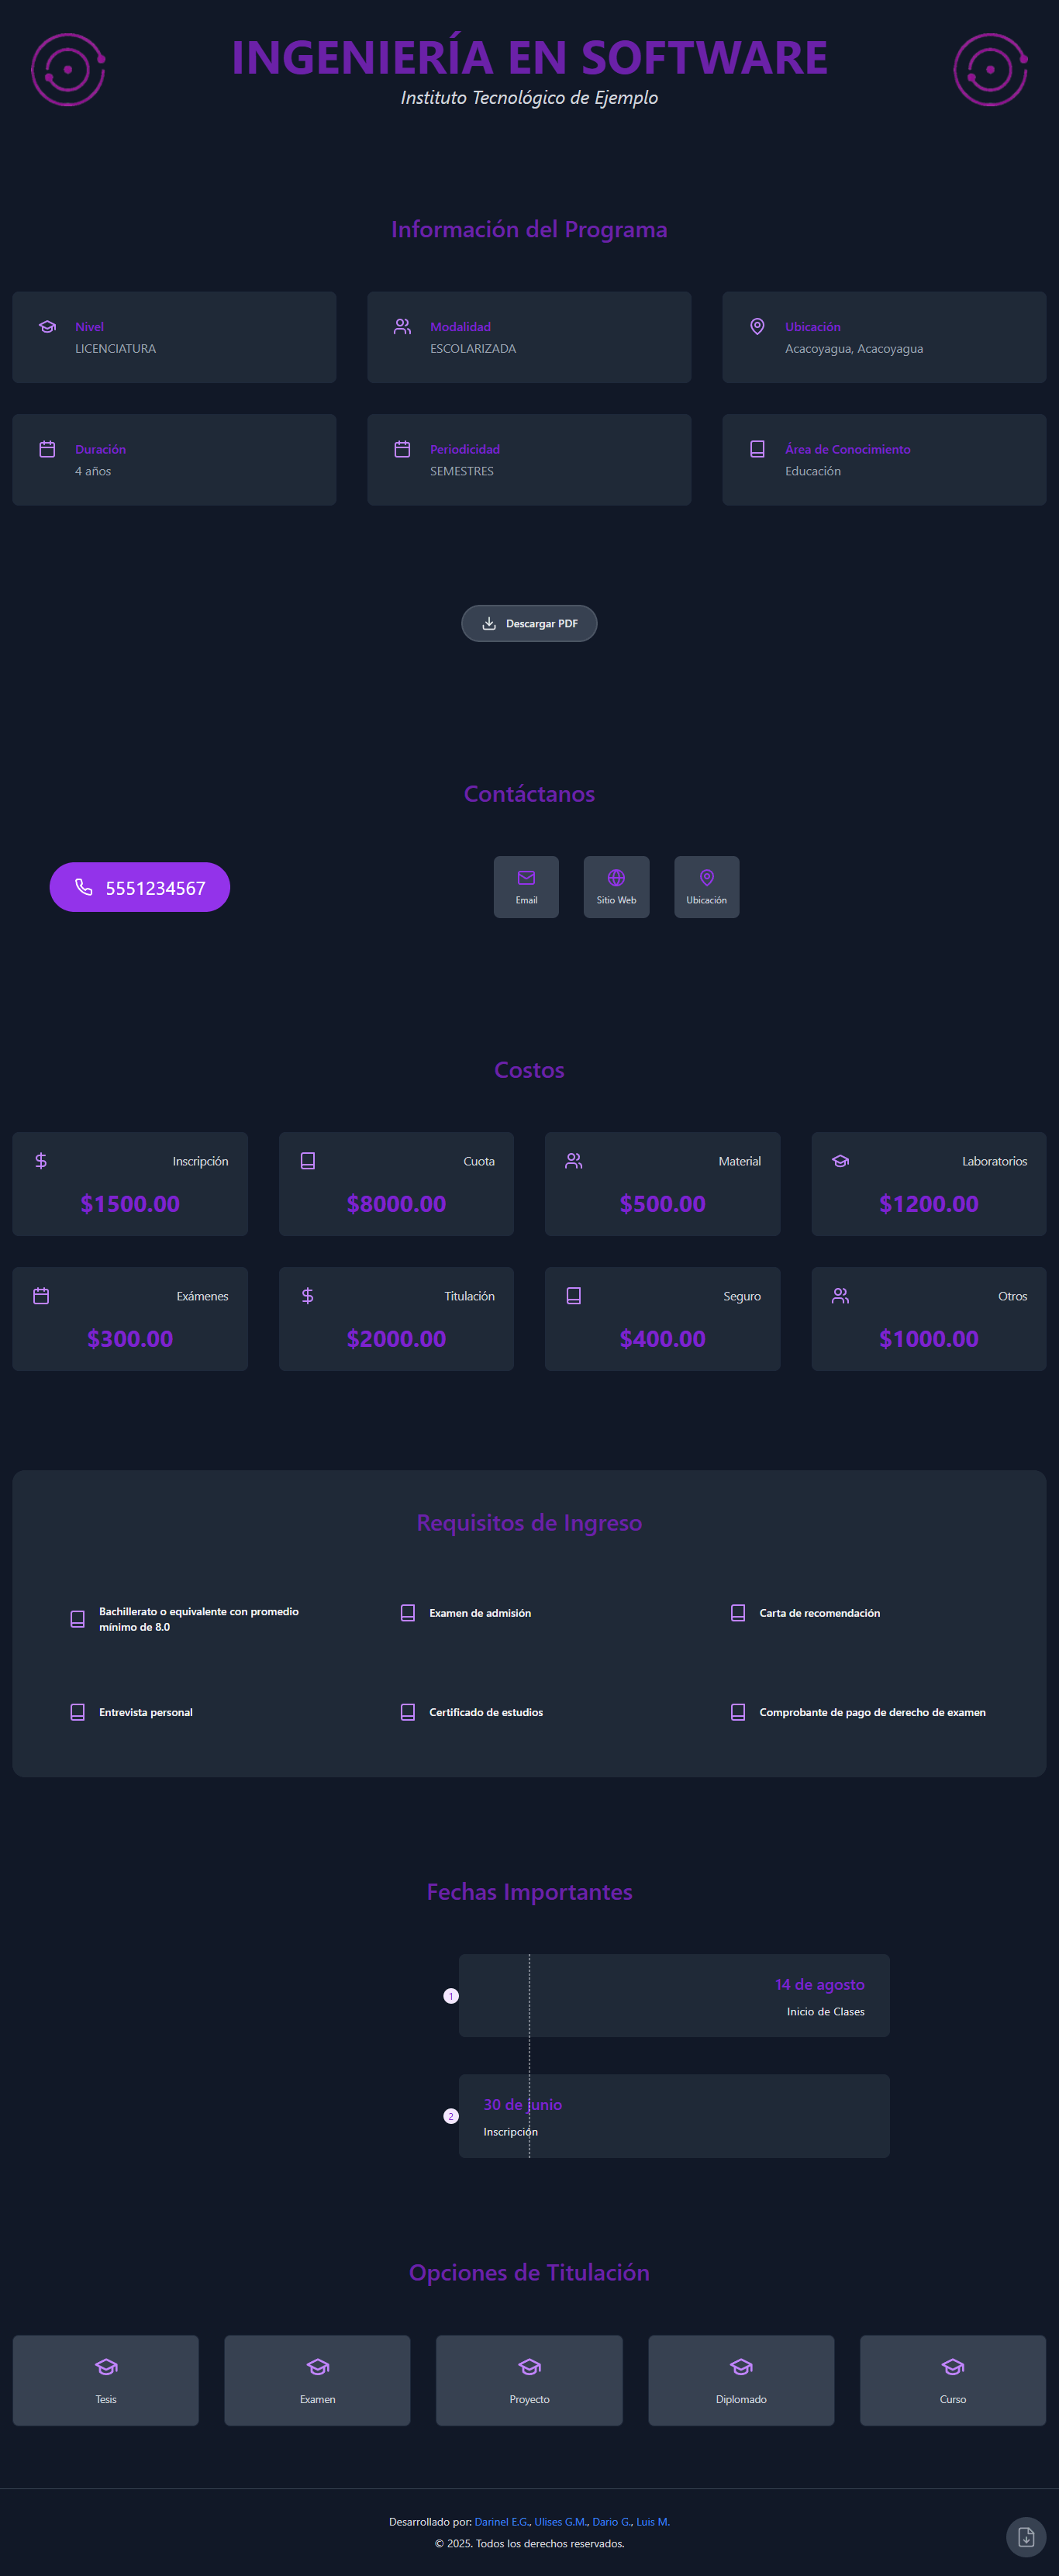 INGENIERÍA EN SOFTWARE
Instituto Tecnológico de Ejemplo
Información del Programa
Nivel
LICENCIATURA
Modalidad
ESCOLARIZADA
Ubicación
Acacoyagua, Acacoyagua
Duración
4 años
Periodicidad
SEMESTRES
Área de Conocimiento
Educación
Descargar PDF
Contáctanos
5551234567
Email
Sitio Web
Ubicación
Costos
Inscripción
$1500.00
Cuota
$8000.00
Material
$500.00
Laboratorios
$1200.00
Exámenes
$300.00
Titulación
$2000.00
Seguro
$400.00
Otros
$1000.00
Requisitos de Ingreso
Bachillerato o equivalente con promedio
mínimo de 8.0
Examen de admisión
Carta de recomendación
Entrevista personal
Certificado de estudios
Comprobante de pago de derecho de examen
Fechas Importantes
1
14 de agosto
Inicio de Clases
2
30 de junio
Inscripción
Opciones de Titulación
Tesis
Examen
Proyecto
Diplomado
Curso
Desarrollado por: Darinel E.G., Ulises G.M., Dario G., Luis M.
© 2025. Todos los derechos reservados.